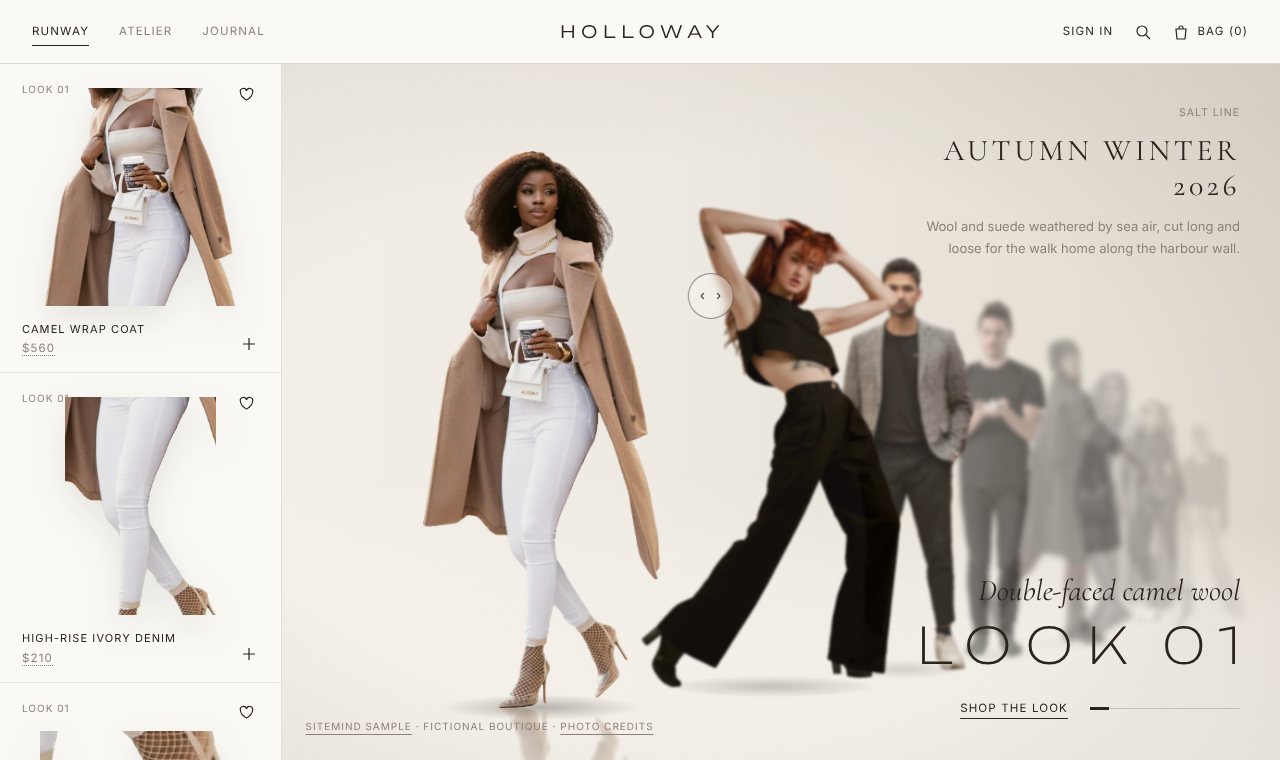 RUNWAY ATELIER JOURNAL
HOLLOWAY
SIGN IN BAG (0)
LOOK 01
CAMEL WRAP COAT
$560
LOOK 01
HIGH-RISE IVORY DENIM
$210
LOOK 01
SALT LINE
AUTUMN WINTER
2026
Wool and suede weathered by sea air, cut long and
loose for the walk home along the harbour wall.
Double-faced camel wool
LOOK 01
SHOP THE LOOK
SITEMIND SAMPLE · FICTIONAL BOUTIQUE · PHOTO CREDITS